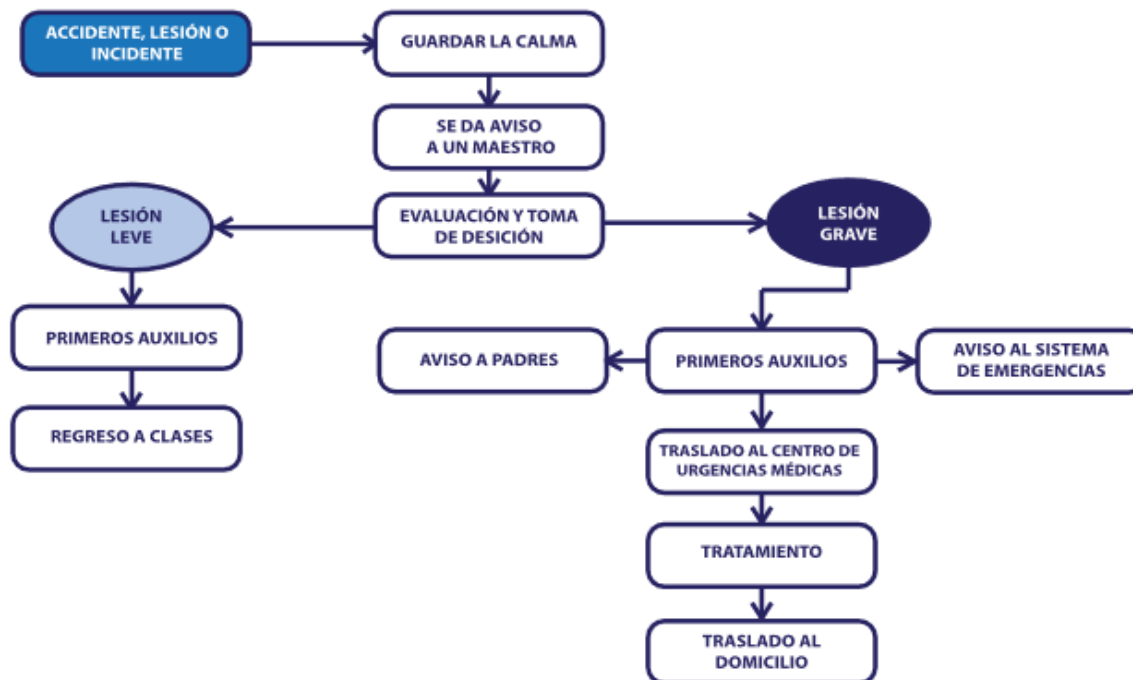 ACCIDENTE, LESIÓN O
INCIDENTE
GUARDAR LA CALMA
SE DA AVISO
A UN MAESTRO
LESIÓN
LEVE
EVALUACIÓN Y TOMA
DE DESICIÓN
LESIÓN
GRAVE
PRIMEROS AUXILIOS
REGRESO A CLASES
AVISO A PADRES
PRIMEROS AUXILIOS
AVISO AL SISTEMA
DE EMERGENCIAS
TRASLADO AL CENTRO DE
URGENCIAS MÉDICAS
TRATAMIENTO
TRASLADO AL
DOMICILIO